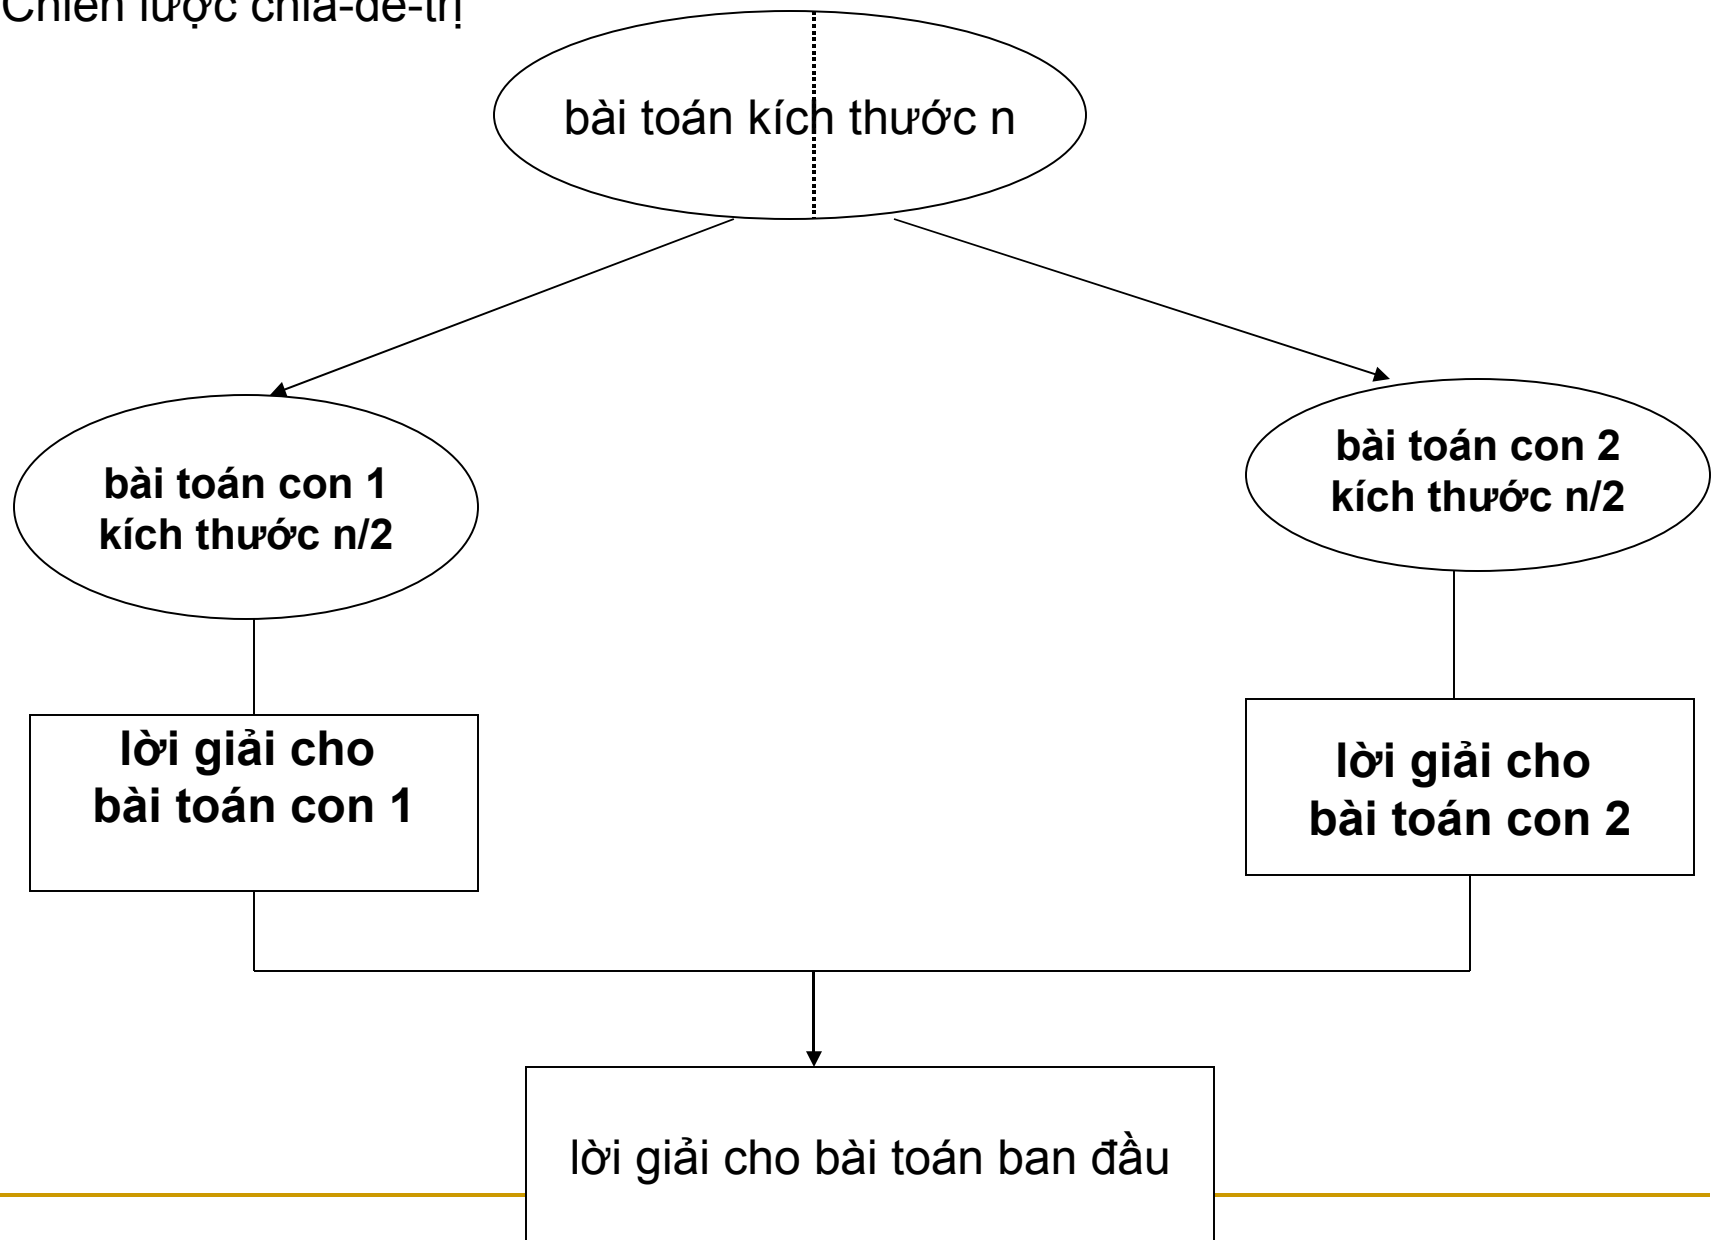 Chiến lược chia-để-trị
bài toán kích thước n
bài toán con 1
kích thước n/2
bài toán con 2
kích thước n/2
lời giải cho
bài toán con 1
lời giải cho
bài toán con 2
lời giải cho bài toán ban đầu